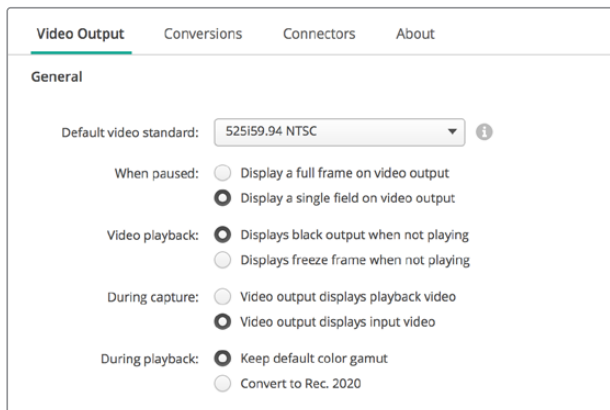 Video Output Conversions Connectors About
General
Default video standard: 525i59.94 NTSC
When paused: Display a full frame on video output
Display a single field on video output
Video playback: Displays black output when not playing
Displays freeze frame when not playing
During capture: Video output displays playback video
Video output displays input video
During playback: Keep default color gamut
Convert to Rec. 2020